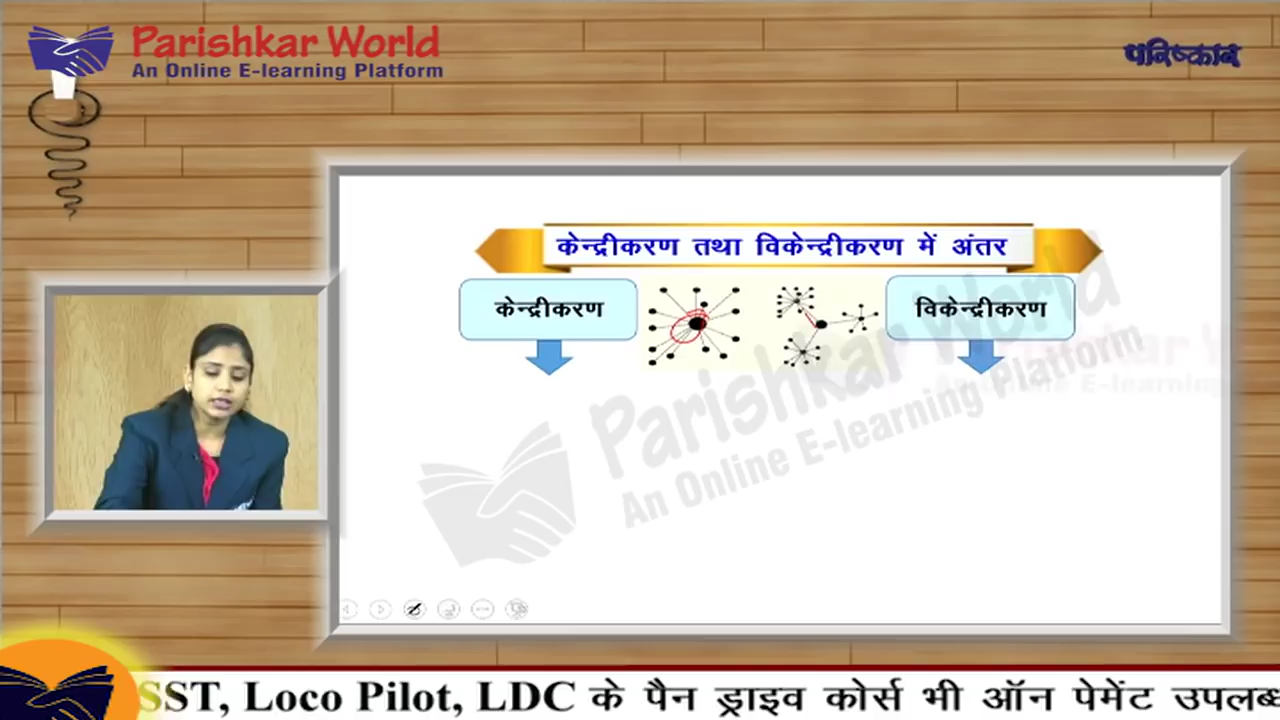 Parishkar World
An Online E-learning Platform
परिष्कार
केन्द्रीकरण तथा विकेन्द्रीकरण में अंतर
केन्द्रीकरण
विकेन्द्रीकरण
Parishkar World
An Online E-learning Platform
SST, Loco Pilot, LDC के पैन ड्राइव कोर्स भी ऑन पेमेंट